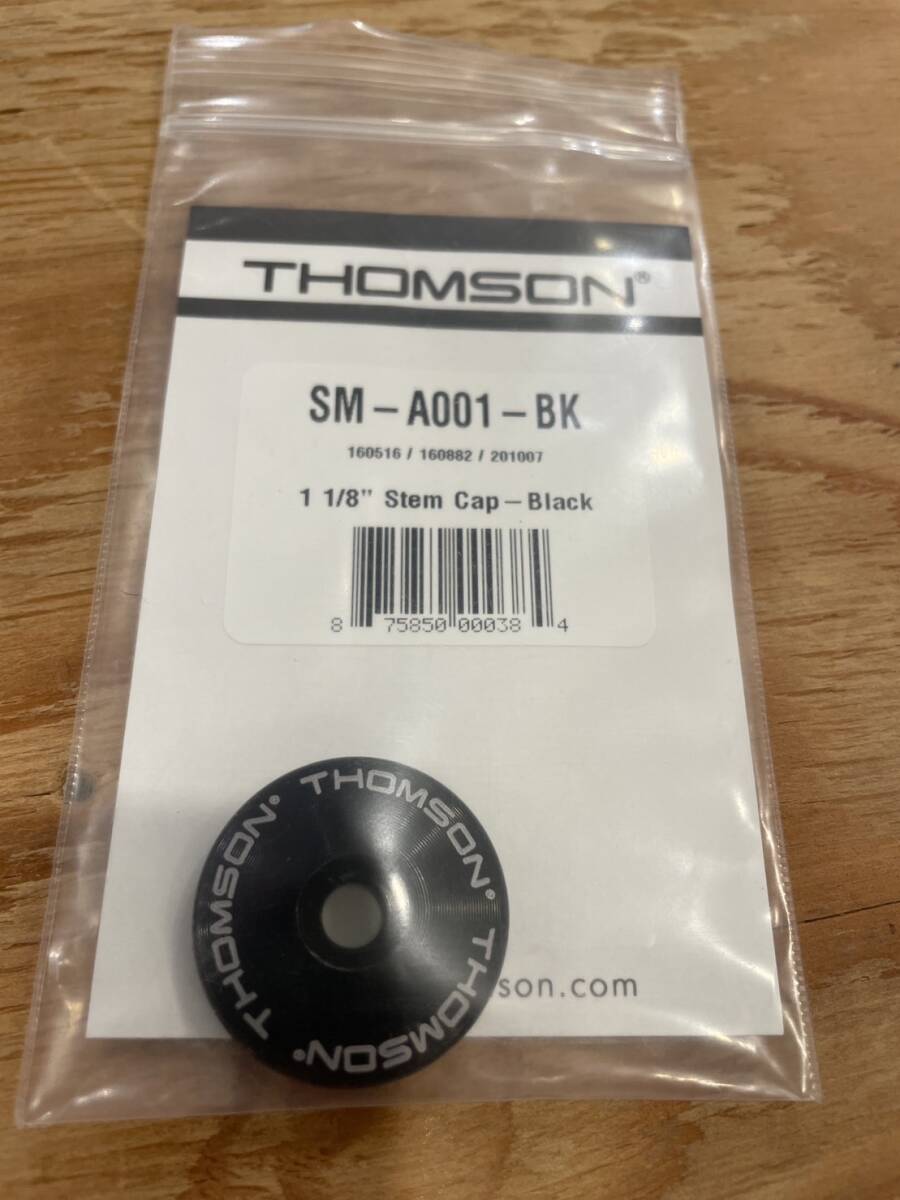 THOMSON®
SM-A001-BK
160516 / 160882 / 201007
1 1/8" Stem Cap-Black
8 75850 00038 4
THOMSON®
THOMSON®
THOMSON®
son.com